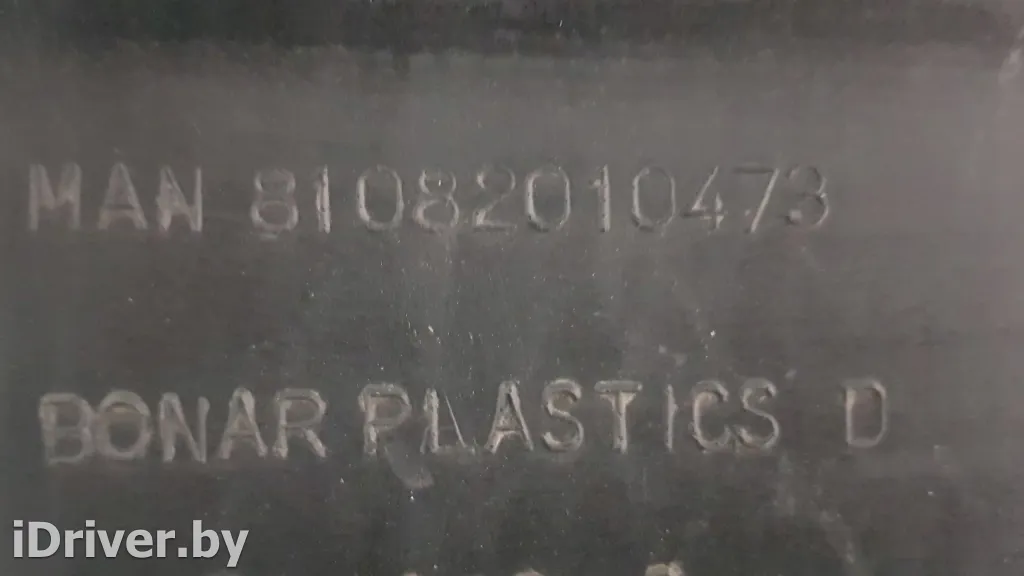 MAN 81082010473
BONAR PLASTICS D
iDriver.by